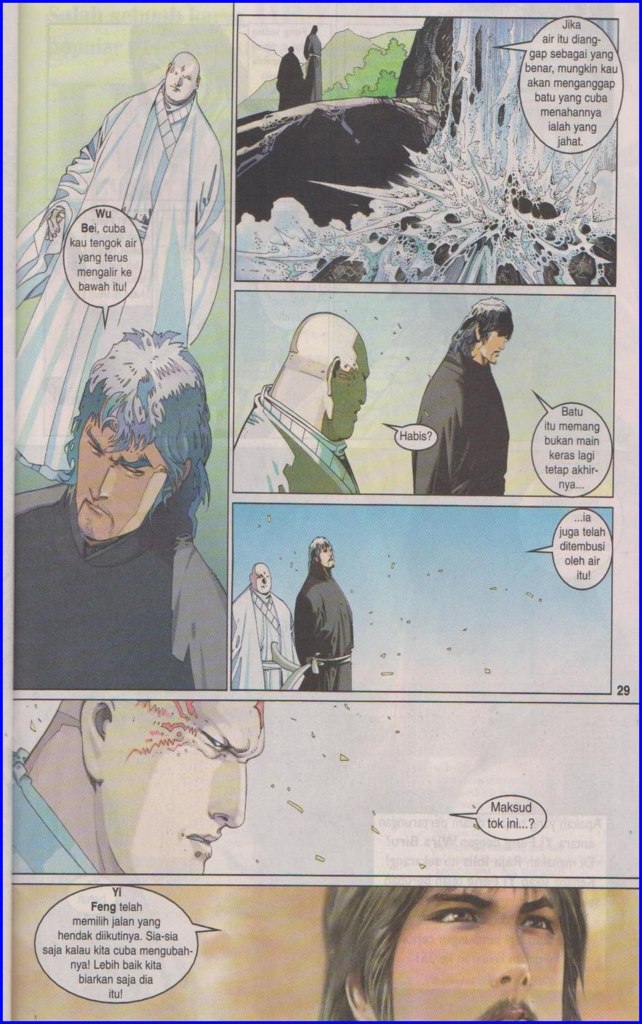 Wu
Bei, cuba
kau tengok air
yang terus
mengalir ke
bawah itu!
Jika
air itu diang-
gap sebagai yang
benar, mungkin kau
akan menganggap
batu yang cuba
menahannya
ialah yang
jahat.
Habis?
Batu
itu memang
bukan main
keras lagi
tetap akhir-
nya...
...ia
juga telah
ditembusi
oleh air
itu!
29
Maksud
tok ini...?
Yi
Feng telah
memilih jalan yang
hendak diikutinya. Sia-sia
saja kalau kita cuba mengubah-
nya! Lebih baik kita
biarkan saja dia
itu!